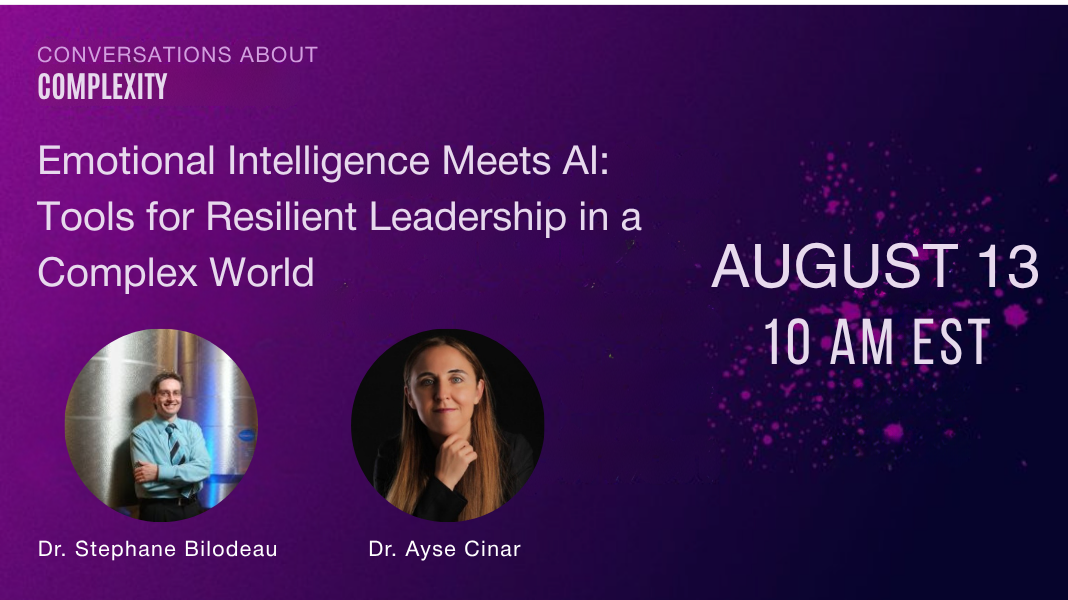 CONVERSATIONS ABOUT
COMPLEXITY
Emotional Intelligence Meets AI:
Tools for Resilient Leadership in a
Complex World
AUGUST 13
10 AM EST
Dr. Stephane Bilodeau
Dr. Ayse Cinar